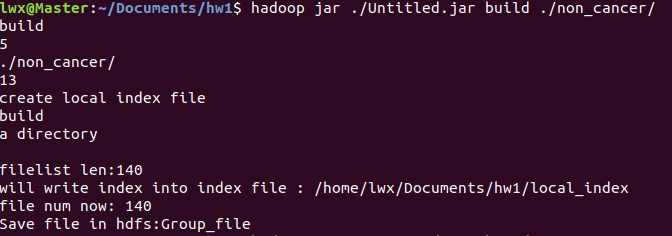 lwx@Master:~/Documents/hw1$ hadoop jar ./Untitled.jar build ./non_cancer/
build
5
./non_cancer/
13
create local index file
build
a directory
filelist len:140
will write index into index file : /home/lwx/Documents/hw1/local_index
file num now: 140
Save file in hdfs:Group_file